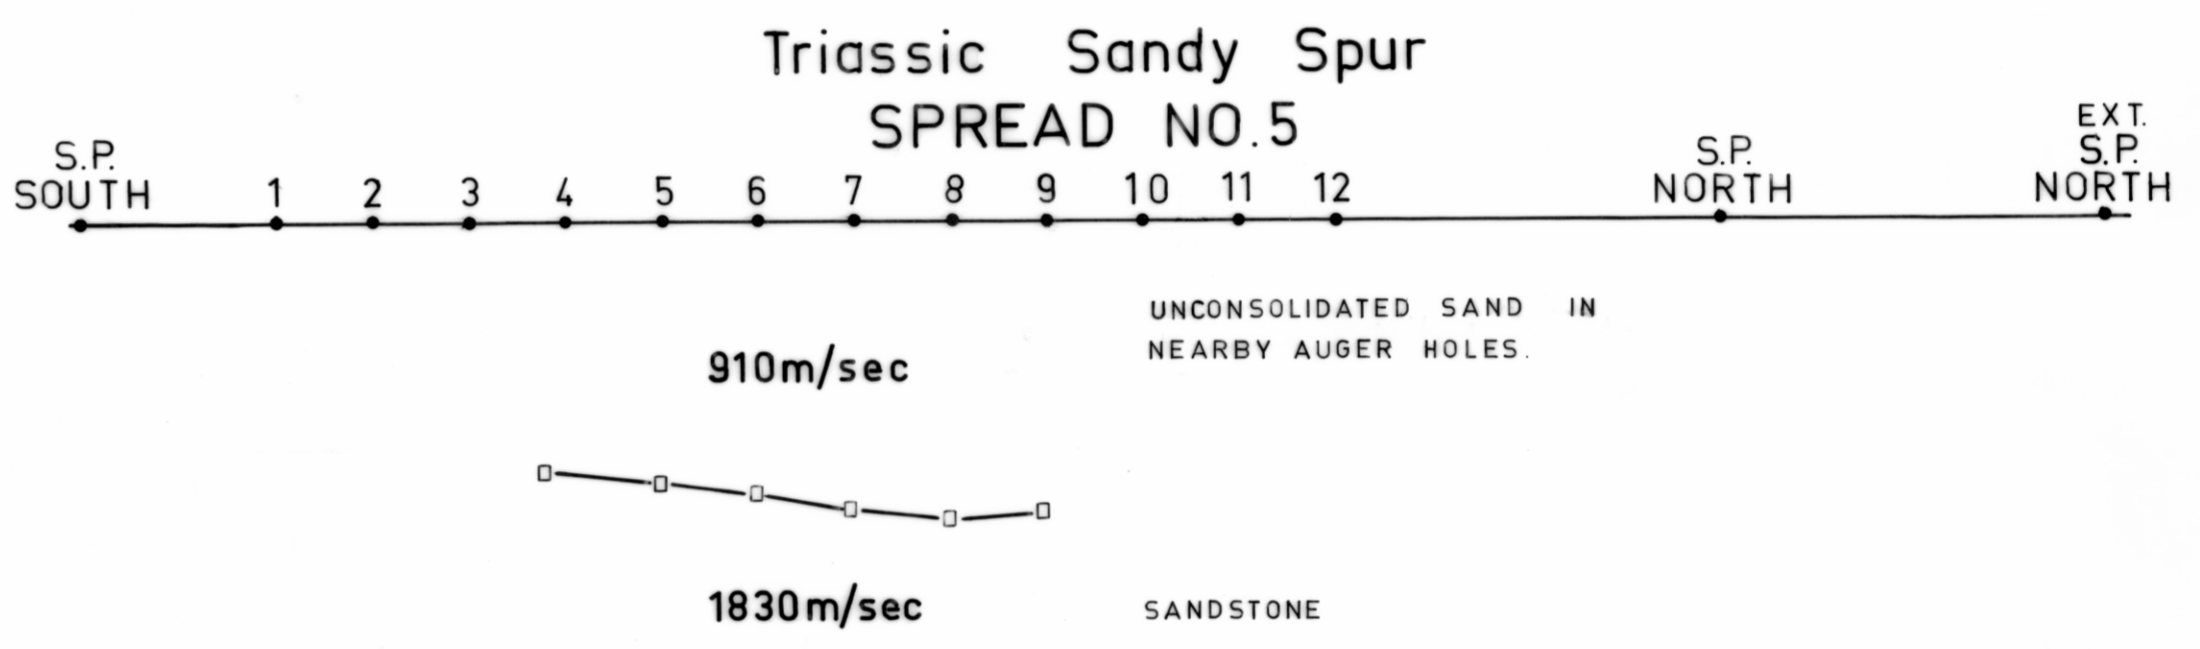 Triassic Sandy Spur
SPREAD NO.5
S.P.
SOUTH
1 2 3 4 5 6 7 8 9 10 11 12
S.P.
NORTH
EXT.
S.P.
NORTH
UNCONSOLIDATED SAND IN
NEARBY AUGER HOLES.
910m/sec
1830m/sec
SANDSTONE